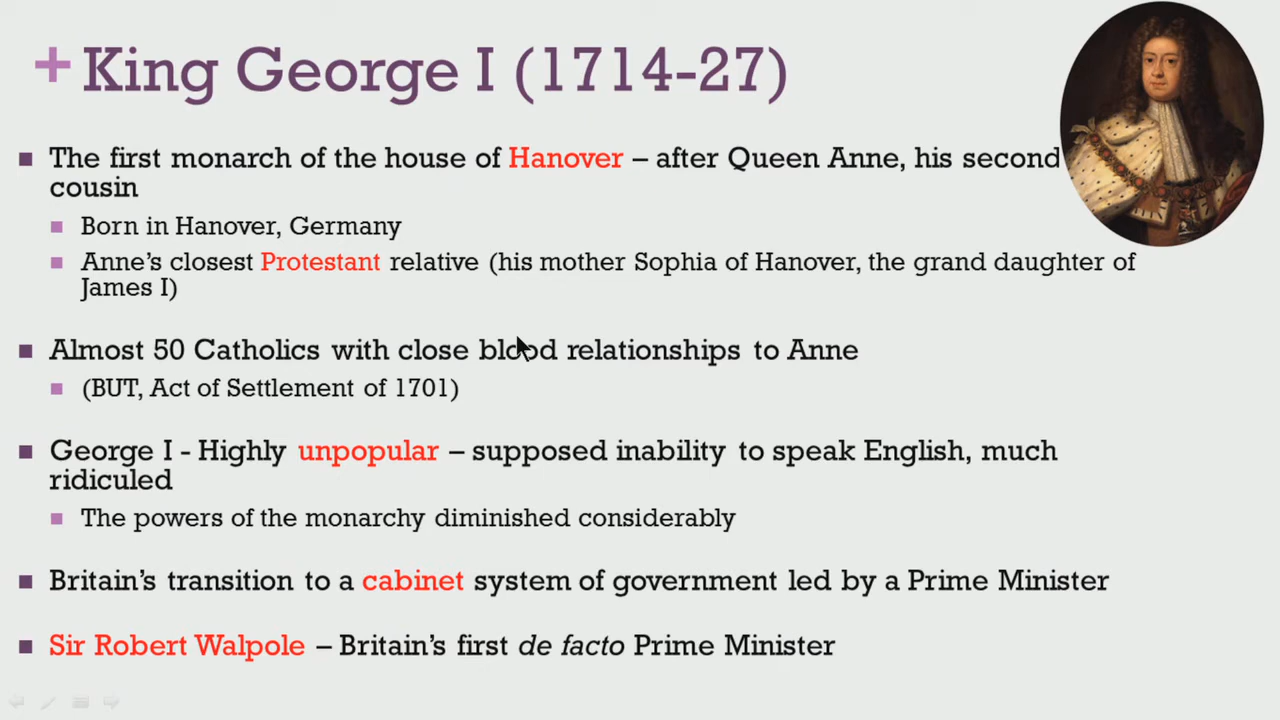 + King George I (1714-27)
The first monarch of the house of Hanover – after Queen Anne, his second
cousin
Born in Hanover, Germany
Anne's closest Protestant relative (his mother Sophia of Hanover, the grand daughter of
James I)
Almost 50 Catholics with close blood relationships to Anne
(BUT, Act of Settlement of 1701)
George I - Highly unpopular – supposed inability to speak English, much
ridiculed
The powers of the monarchy diminished considerably
Britain's transition to a cabinet system of government led by a Prime Minister
Sir Robert Walpole – Britain's first de facto Prime Minister